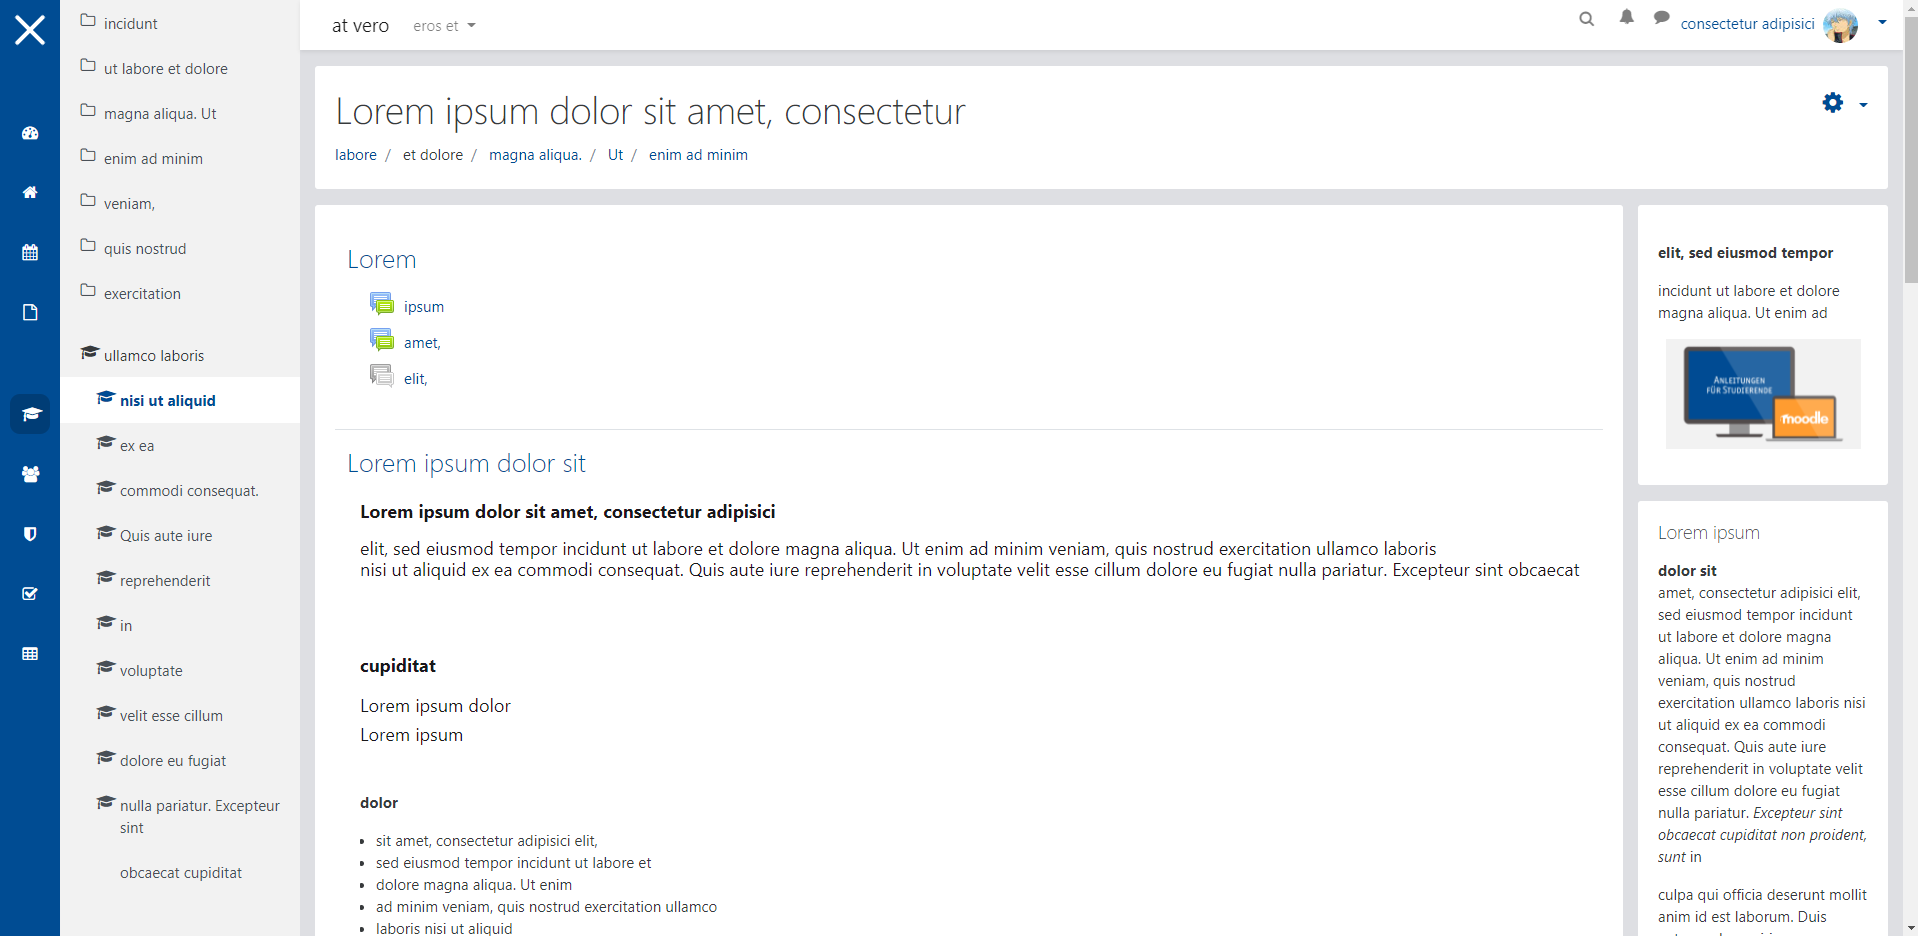 incidunt
ut labore et dolore
magna aliqua. Ut
enim ad minim
veniam,
quis nostrud
exercitation
ullamco laboris
nisi ut aliquid
ex ea
commodi consequat.
Quis aute iure
reprehenderit
in
voluptate
velit esse cillum
dolore eu fugiat
nulla pariatur. Excepteur
sint
obcaecat cupiditat
at vero
eros et
consectetur adipisici
Lorem ipsum dolor sit amet, consectetur
labore / et dolore / magna aliqua. / Ut / enim ad minim
Lorem
ipsum
amet,
elit,
Lorem ipsum dolor sit
Lorem ipsum dolor sit amet, consectetur adipisici
elit, sed eiusmod tempor incidunt ut labore et dolore magna aliqua. Ut enim ad minim veniam, quis nostrud exercitation ullamco laboris
nisi ut aliquid ex ea commodi consequat. Quis aute iure reprehenderit in voluptate velit esse cillum dolore eu fugiat nulla pariatur. Excepteur sint obcaecat
cupiditat
Lorem ipsum dolor
Lorem ipsum
dolor
sit amet, consectetur adipisici elit,
sed eiusmod tempor incidunt ut labore et
dolore magna aliqua. Ut enim
ad minim veniam, quis nostrud exercitation ullamco
laboris nisi ut aliquid
elit, sed eiusmod tempor
incidunt ut labore et dolore
magna aliqua. Ut enim ad
ANLEITUNGEN
FÜR STUDIERENDE
moodle
Lorem ipsum
dolor sit
amet, consectetur adipisici elit,
sed eiusmod tempor incidunt
ut labore et dolore magna
aliqua. Ut enim ad minim
veniam, quis nostrud
exercitation ullamco laboris nisi
ut aliquid ex ea commodi
consequat. Quis aute iure
reprehenderit in voluptate velit
esse cillum dolore eu fugiat
nulla pariatur. Excepteur sint
obcaecat cupiditat non proident,
sunt in
culpa qui officia deserunt mollit
anim id est laborum. Duis